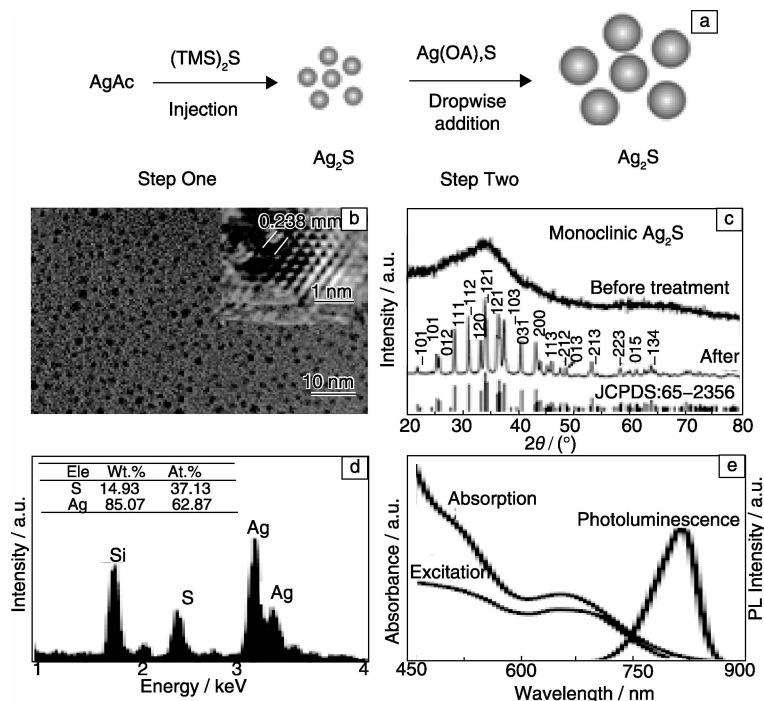 a
(TMS)2S
Ag(OA),S
AgAc
Injection
Dropwise
addition
Ag2S
Ag2S
Step One
Step Two
b
0.238 mm
1 nm
10 nm
c
Monoclinic Ag2S
Before treatment
-101
101
012
111
-112
120
-121
121
-103
031
200
113
-212
013
-213
-223
015
-134
After
JCPDS:65-2356
Intensity / a.u.
20 30 40 50 60 70 80
2θ / (°)
d
Ele Wt.% At.%
S 14.93 37.13
Ag 85.07 62.87
Si
S
Ag
Ag
Intensity / a.u.
1 2 3 4
Energy / keV
e
Absorption
Photoluminescence
Excitation
Absorbance / a.u.
PL Intensity / a.u.
450 600 750 900
Wavelength / nm